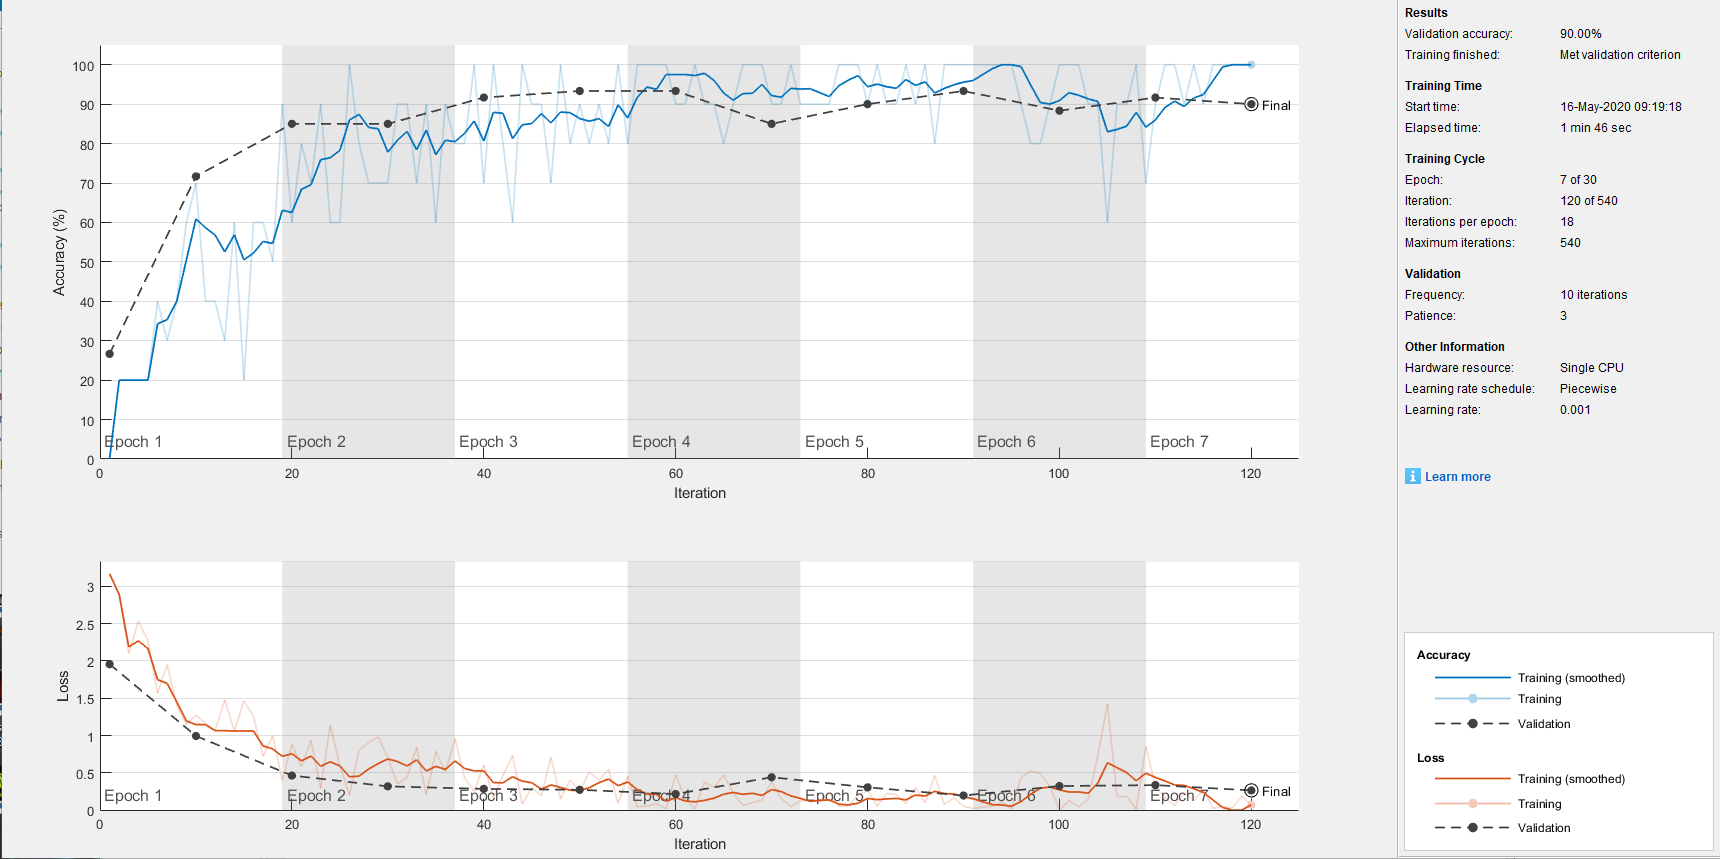 Accuracy (%)
100
90
80
70
60
50
40
30
20
10
0
Final
Epoch 1
Epoch 2
Epoch 3
Epoch 4
Epoch 5
Epoch 6
Epoch 7
0 20 40 60 80 100 120
Iteration
Loss
3
2.5
2
1.5
1
0.5
0
Final
Epoch 1
Epoch 2
Epoch 3
Epoch 4
Epoch 5
Epoch 6
Epoch 7
0 20 40 60 80 100 120
Iteration
Results
Validation accuracy: 90.00%
Training finished: Met validation criterion
Training Time
Start time: 16-May-2020 09:19:18
Elapsed time: 1 min 46 sec
Training Cycle
Epoch: 7 of 30
Iteration: 120 of 540
Iterations per epoch: 18
Maximum iterations: 540
Validation
Frequency: 10 iterations
Patience: 3
Other Information
Hardware resource: Single CPU
Learning rate schedule: Piecewise
Learning rate: 0.001
i Learn more
Accuracy
Training (smoothed)
Training
Validation
Loss
Training (smoothed)
Training
Validation